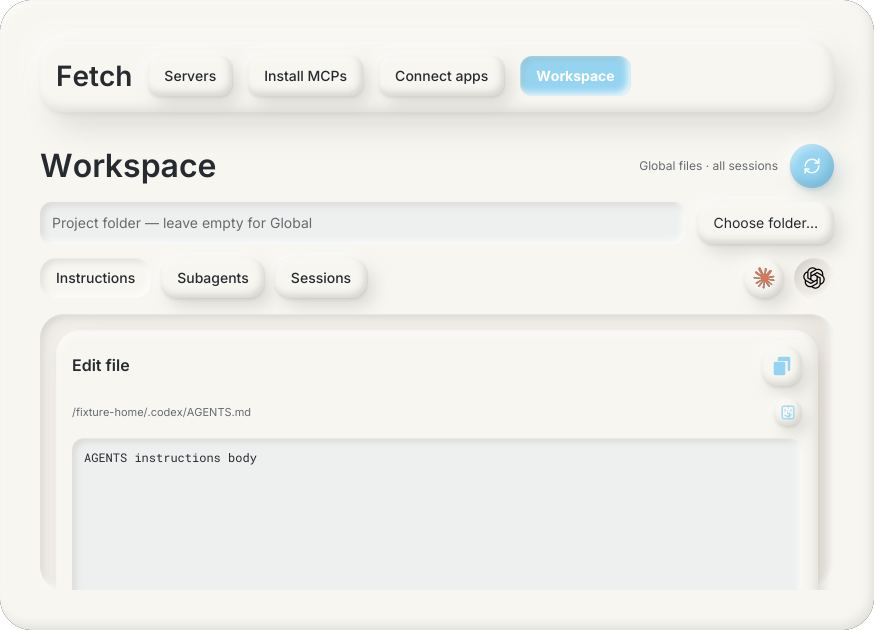 Fetch
Servers
Install MCPs
Connect apps
Workspace
Workspace
Global files · all sessions
Project folder — leave empty for Global
Choose folder...
Instructions
Subagents
Sessions
Edit file
/fixture-home/.codex/AGENTS.md
AGENTS instructions body